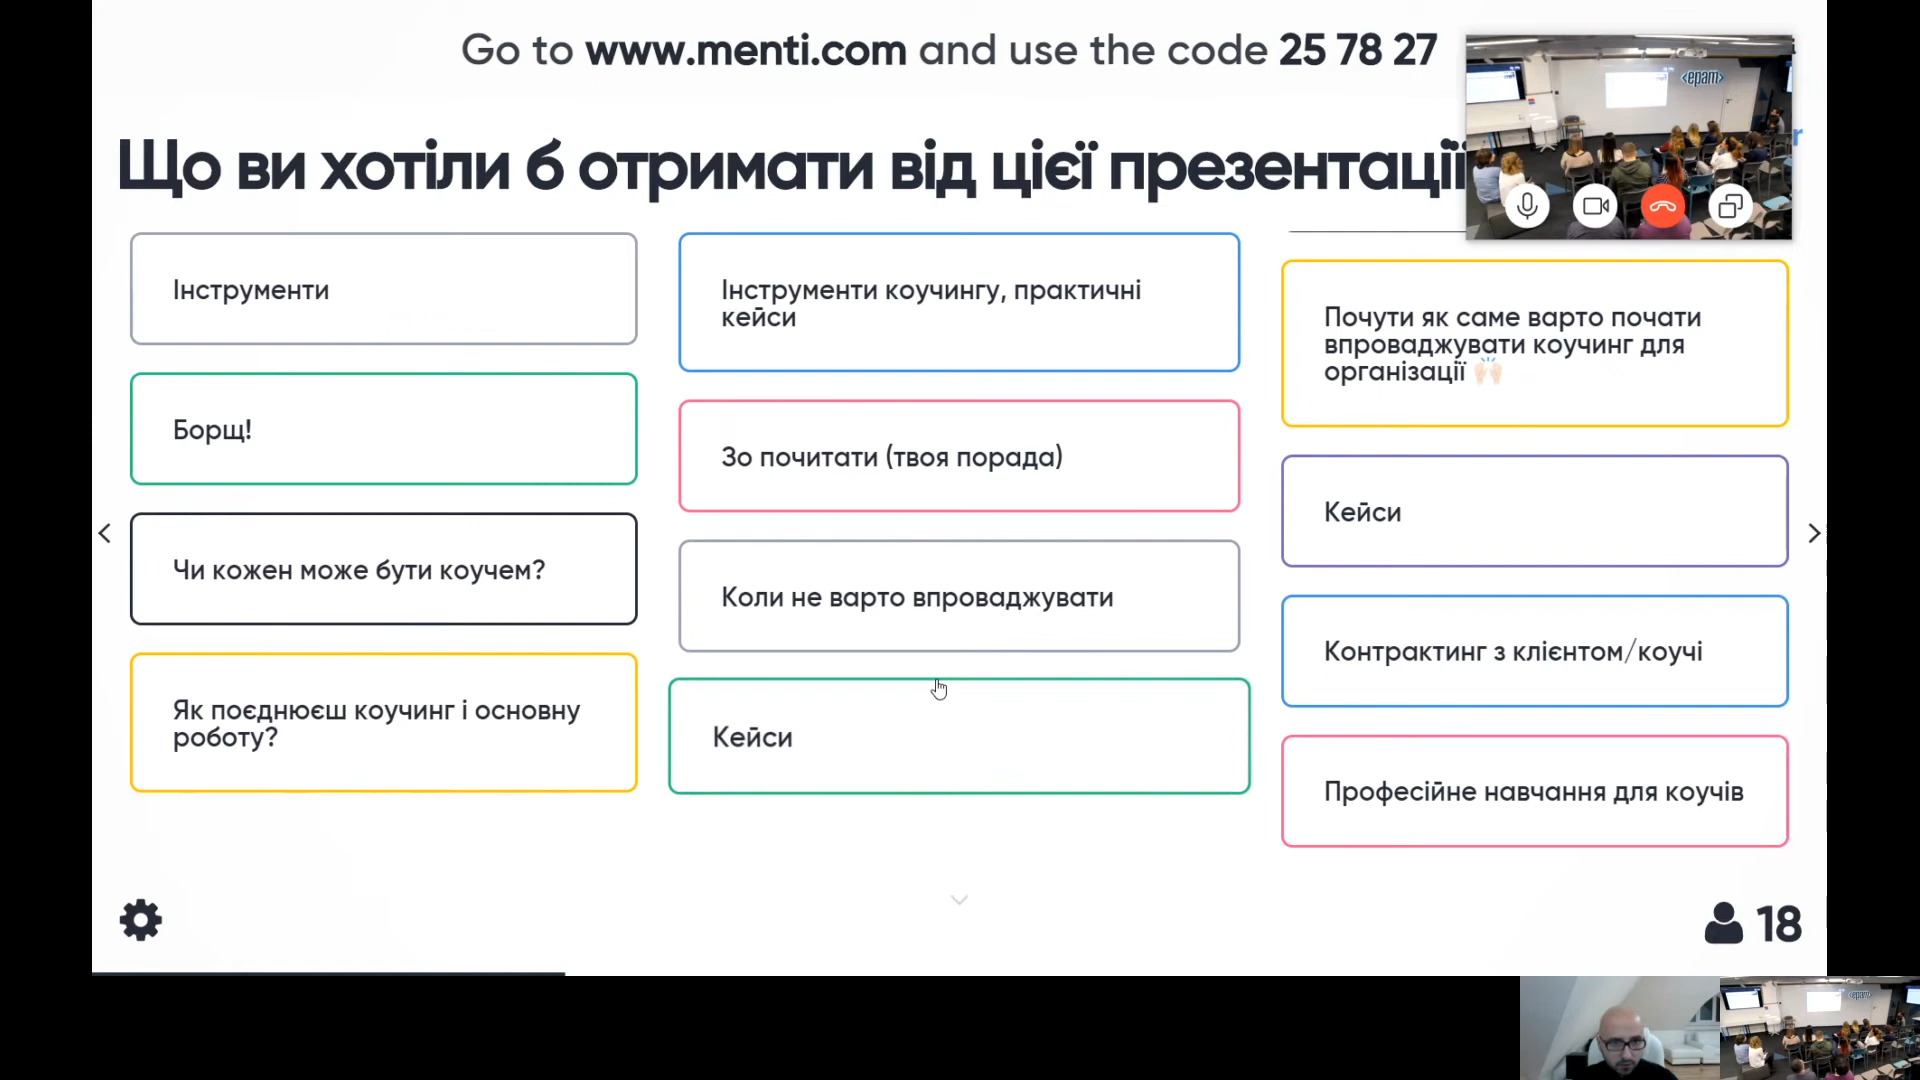 Go to www.menti.com and use the code 25 78 27
Що ви хотіли б отримати від цієї презентації
Інструменти
Борщ!
Чи кожен може бути коучем?
Як поєднюєш коучинг і основну
роботу?
Інструменти коучингу, практичні
кейси
Зо почитати (твоя порада)
Коли не варто впроваджувати
Кейси
Почути як саме варто почати
впроваджувати коучинг для
організації 🙌🏻
Кейси
Контрактинг з клієнтом/коучі
Професійне навчання для коучів
18
<epam>
<epam>